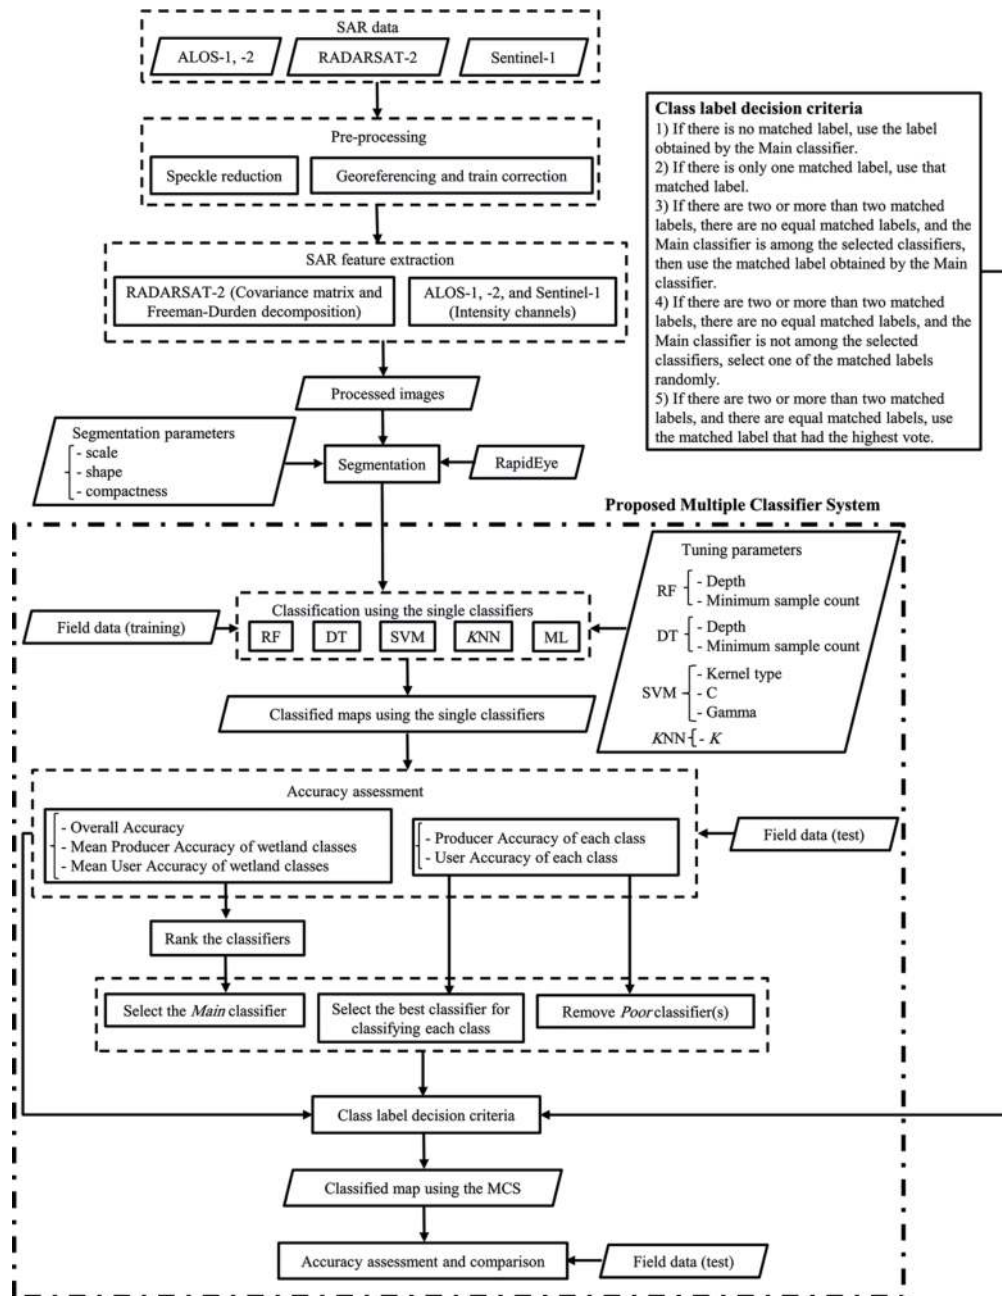 SAR data
ALOS-1, -2
RADARSAT-2
Sentinel-1
Pre-processing
Speckle reduction
Georeferencing and train correction
SAR feature extraction
RADARSAT-2 (Covariance matrix and
Freeman-Durden decomposition)
ALOS-1, -2, and Sentinel-1
(Intensity channels)
Processed images
Segmentation parameters
- scale
- shape
- compactness
Segmentation
RapidEye
Class label decision criteria
1) If there is no matched label, use the label
obtained by the Main classifier.
2) If there is only one matched label, use that
matched label.
3) If there are two or more than two matched
labels, there are no equal matched labels, and the
Main classifier is among the selected classifiers,
then use the matched label obtained by the Main
classifier.
4) If there are two or more than two matched
labels, there are no equal matched labels, and the
Main classifier is not among the selected
classifiers, select one of the matched labels
randomly.
5) If there are two or more than two matched
labels, and there are equal matched labels, use
the matched label that had the highest vote.
Proposed Multiple Classifier System
Tuning parameters
RF
- Depth
- Minimum sample count
DT
- Depth
- Minimum sample count
SVM
- Kernel type
- C
- Gamma
KNN
- K
Field data (training)
Classification using the single classifiers
RF
DT
SVM
KNN
ML
Classified maps using the single classifiers
Accuracy assessment
- Overall Accuracy
- Mean Producer Accuracy of wetland classes
- Mean User Accuracy of wetland classes
- Producer Accuracy of each class
- User Accuracy of each class
Field data (test)
Rank the classifiers
Select the Main classifier
Select the best classifier for
classifying each class
Remove Poor classifier(s)
Class label decision criteria
Classified map using the MCS
Accuracy assessment and comparison
Field data (test)